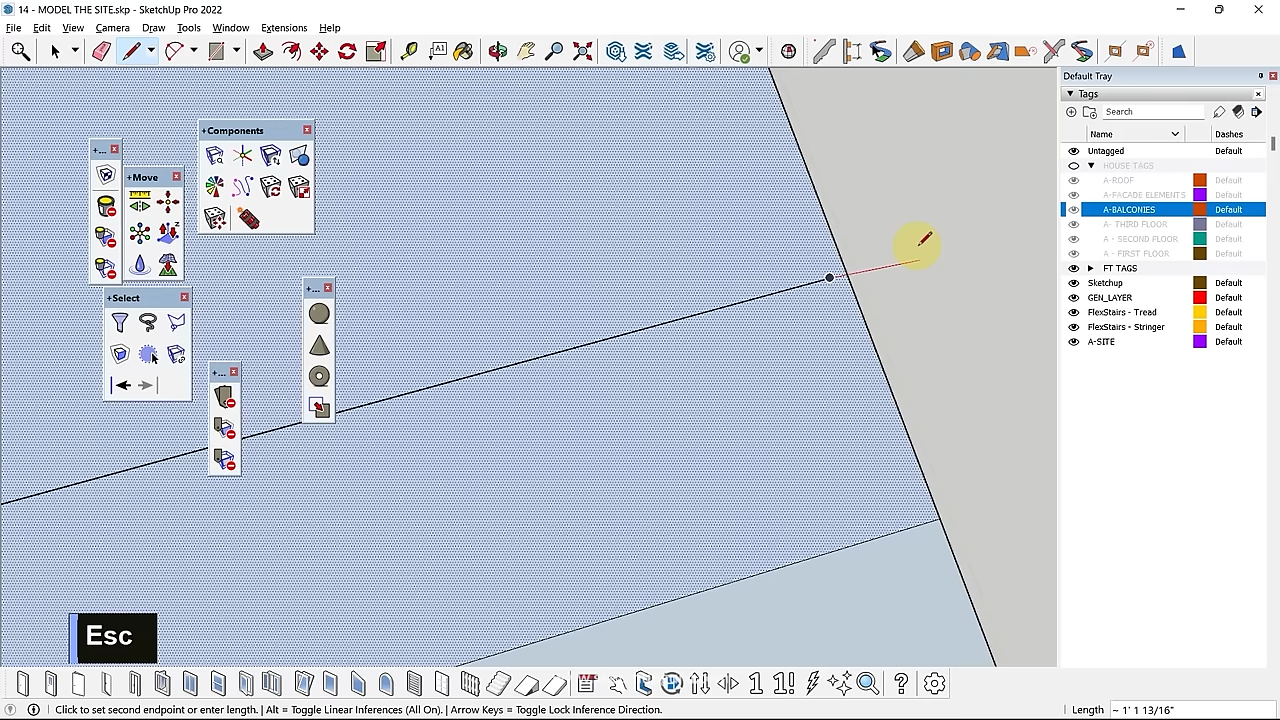 14 - MODEL THE SITE.skp - SketchUp Pro 2022
File Edit View Camera Draw Tools Window Extensions Help
Default Tray
Tags
Search
Name Dashes
Untagged Default
HOUSE TAGS
A-ROOF Default
A-FACADE ELEMENTS Default
A-BALCONIES Default
A- THIRD FLOOR Default
A - SECOND FLOOR Default
A - FIRST FLOOR Default
FT TAGS
Sketchup Default
GEN_LAYER Default
FlexStairs - Tread Default
FlexStairs - Stringer Default
A-SITE Default
+Components
+...
+Move
+Select
+...
+...
Esc
Click to set second endpoint or enter length. | Alt = Toggle Linear Inferences (All On). | Arrow Keys = Toggle Lock Inference Direction.
Length ~ 1' 1 13/16"